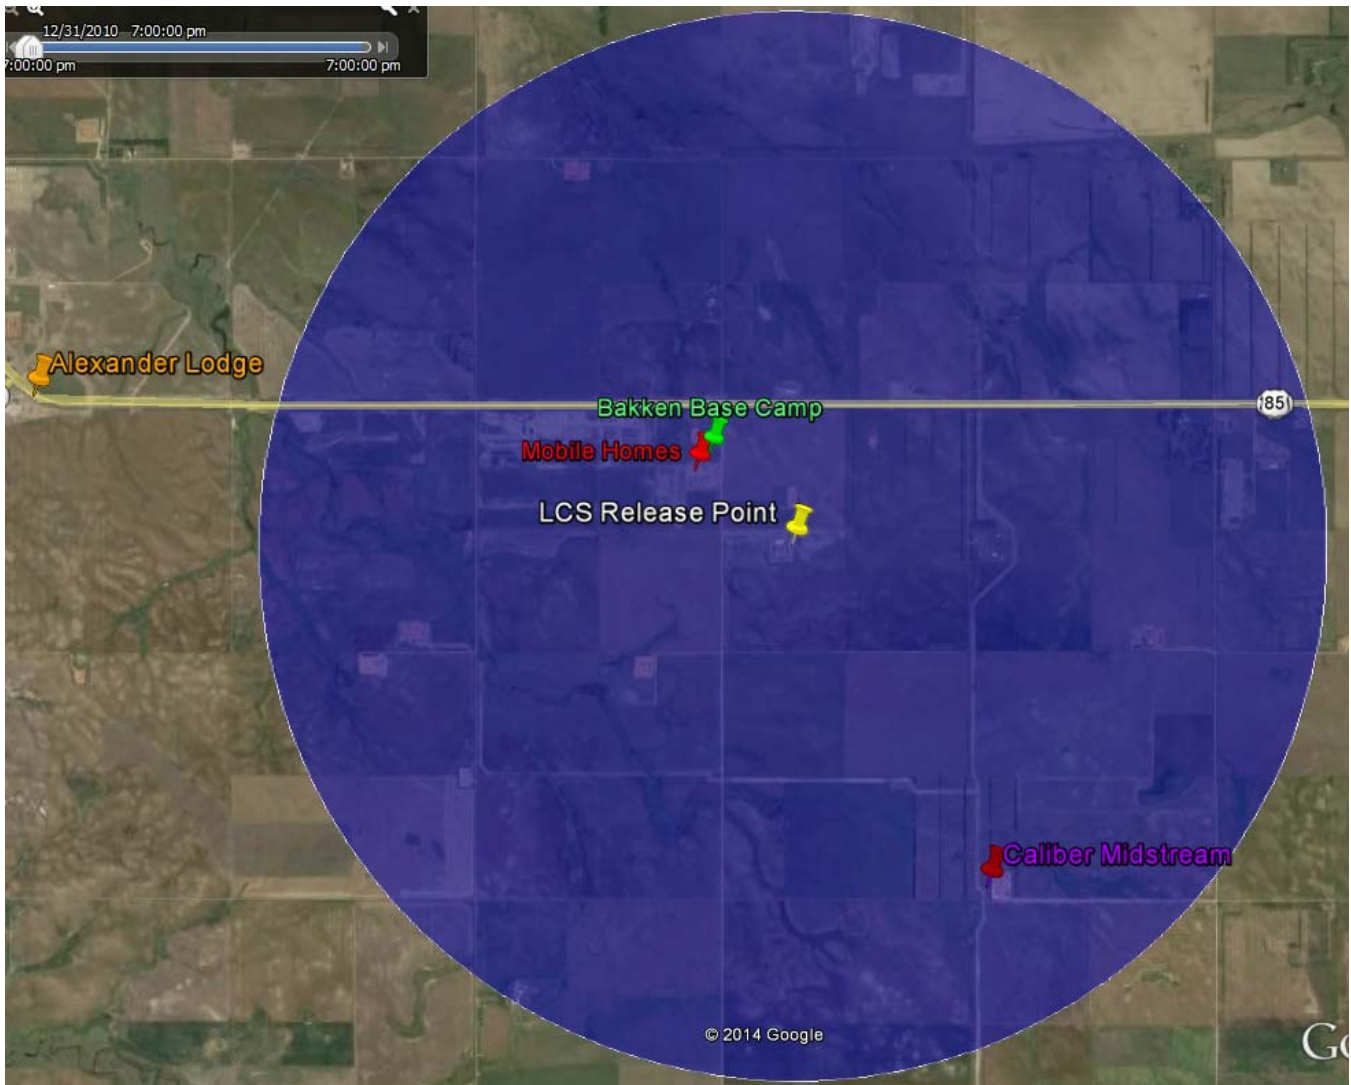 12/31/2010 7:00:00 pm
7:00:00 pm
7:00:00 pm
Alexander Lodge
85
Bakken Base Camp
Mobile Homes
LCS Release Point
Caliber Midstream
© 2014 Google
Go